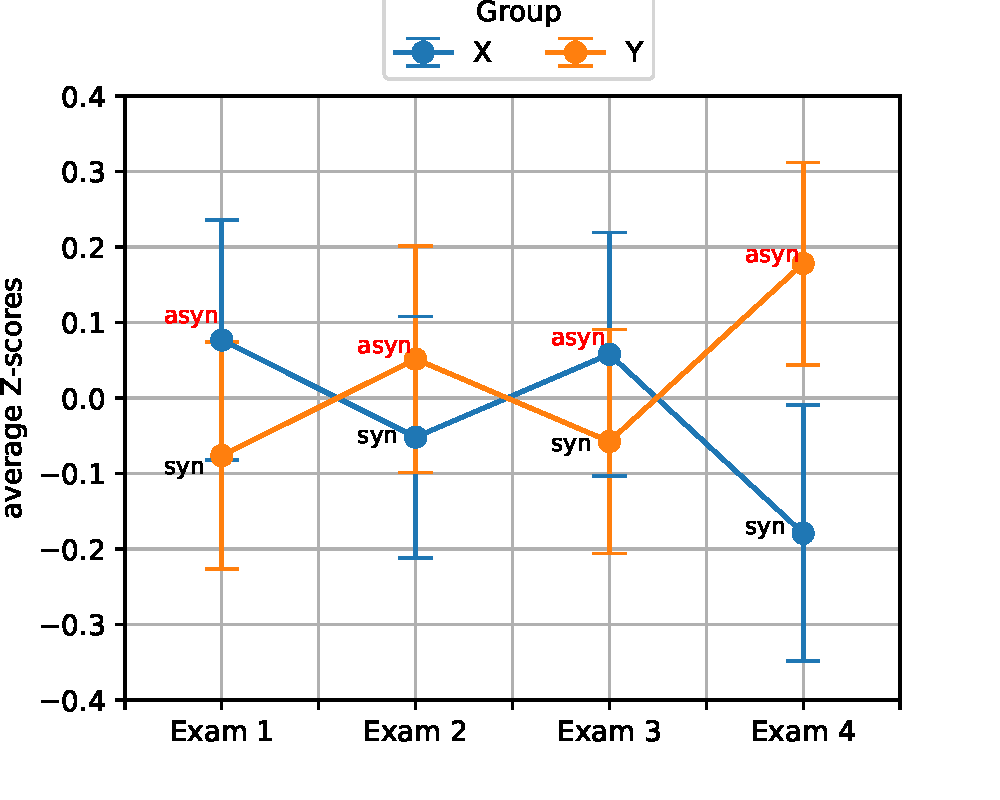 Group
X Y
0.4
0.3
0.2
0.1
0.0
−0.1
−0.2
−0.3
−0.4
average Z-scores
asyn
syn
asyn
syn
asyn
syn
asyn
syn
Exam 1 Exam 2 Exam 3 Exam 4